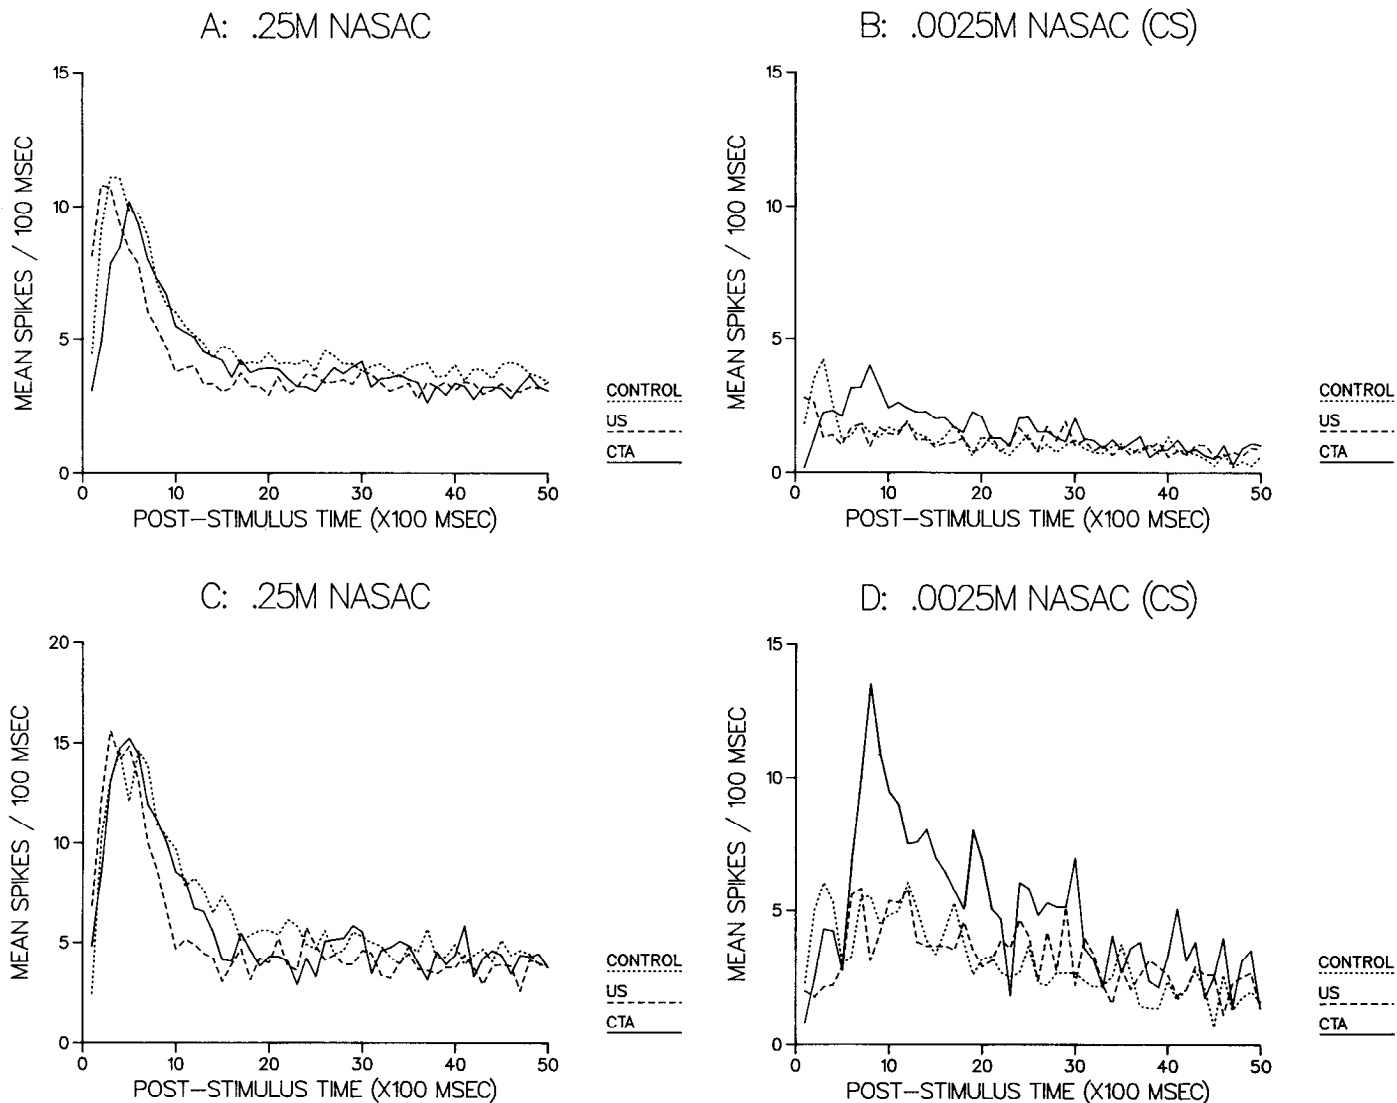 A: .25M NASAC
MEAN SPIKES / 100 MSEC
15
10
5
0
0 10 20 30 40 50
POST-STIMULUS TIME (X100 MSEC)
CONTROL
US
CTA
B: .0025M NASAC (CS)
MEAN SPIKES / 100 MSEC
15
10
5
0
0 10 20 30 40 50
POST-STIMULUS TIME (X100 MSEC)
CONTROL
US
CTA
C: .25M NASAC
MEAN SPIKES / 100 MSEC
20
15
10
5
0
0 10 20 30 40 50
POST-STIMULUS TIME (X100 MSEC)
CONTROL
US
CTA
D: .0025M NASAC (CS)
MEAN SPIKES / 100 MSEC
15
10
5
0
0 10 20 30 40 50
POST-STIMULUS TIME (X100 MSEC)
CONTROL
US
CTA